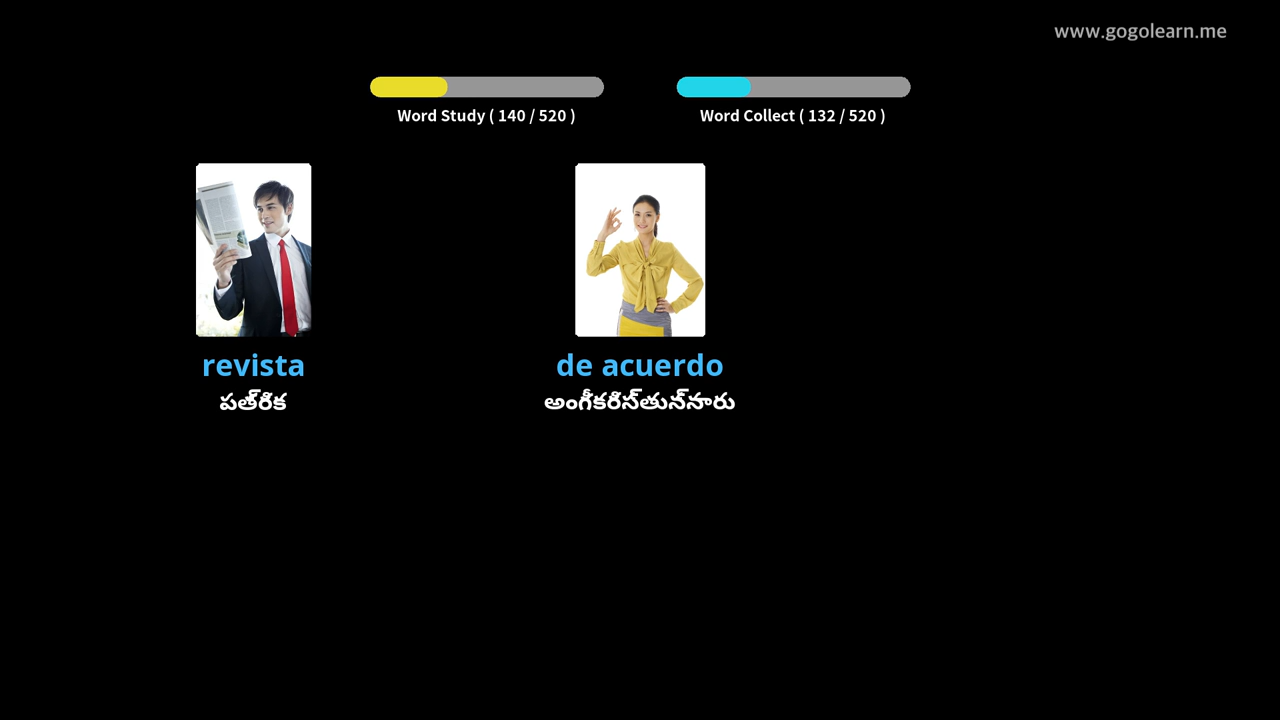 www.gogolearn.me
Word Study ( 140 / 520 )
Word Collect ( 132 / 520 )
revista
పత్‌రిక
de acuerdo
అంగీకరిస్‌తున్‌నారు